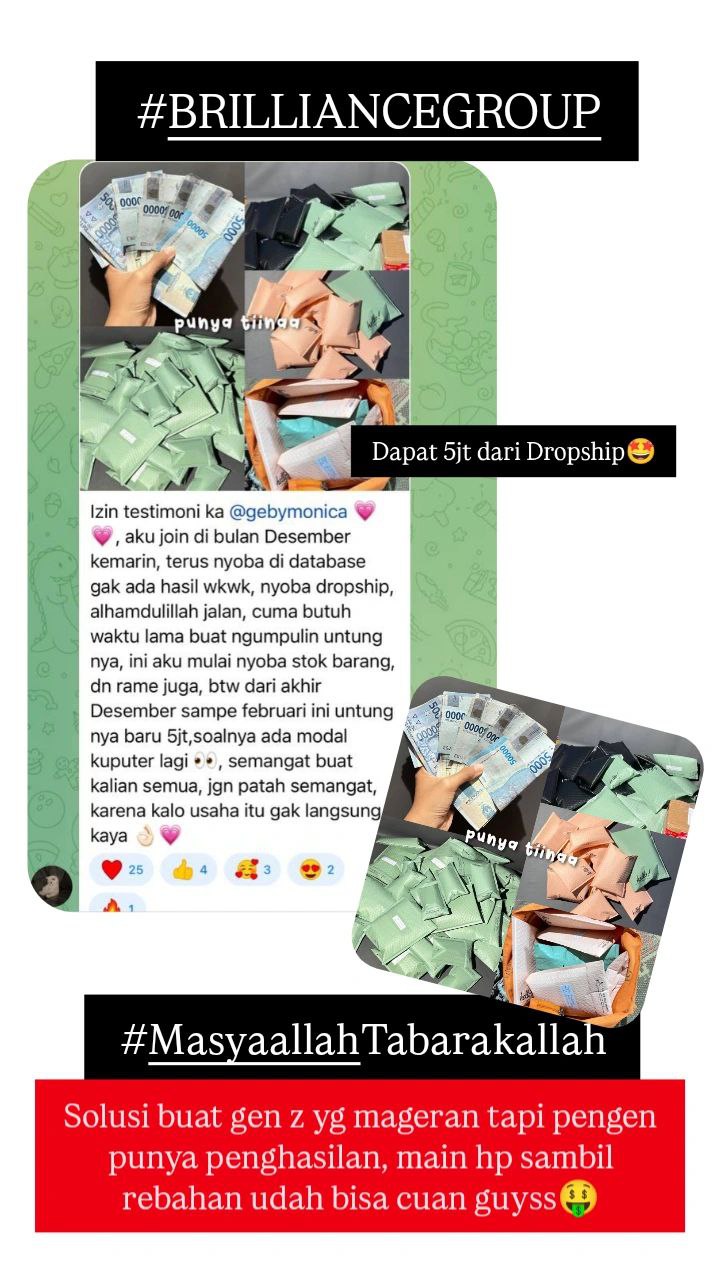 #BRILLIANCEGROUP
punya tiinaa
Dapat 5jt dari Dropship🤩
Izin testimoni ka @gebymonica 💗
💗, aku join di bulan Desember
kemarin, terus nyoba di database
gak ada hasil wkwk, nyoba dropship,
alhamdulillah jalan, cuma butuh
waktu lama buat ngumpulin untung
nya, ini aku mulai nyoba stok barang,
dn rame juga, btw dari akhir
Desember sampe februari ini untung
nya baru 5jt,soalnya ada modal
kuputer lagi 👀, semangat buat
kalian semua, jgn patah semangat,
karena kalo usaha itu gak langsung
kaya 👌🏻💗
❤️ 25 👍 4 🥰 3 😍 2
🔥 1
punya tiinaa
#MasyaallahTabarakallah
Solusi buat gen z yg mageran tapi pengen
punya penghasilan, main hp sambil
rebahan udah bisa cuan guyss🤑